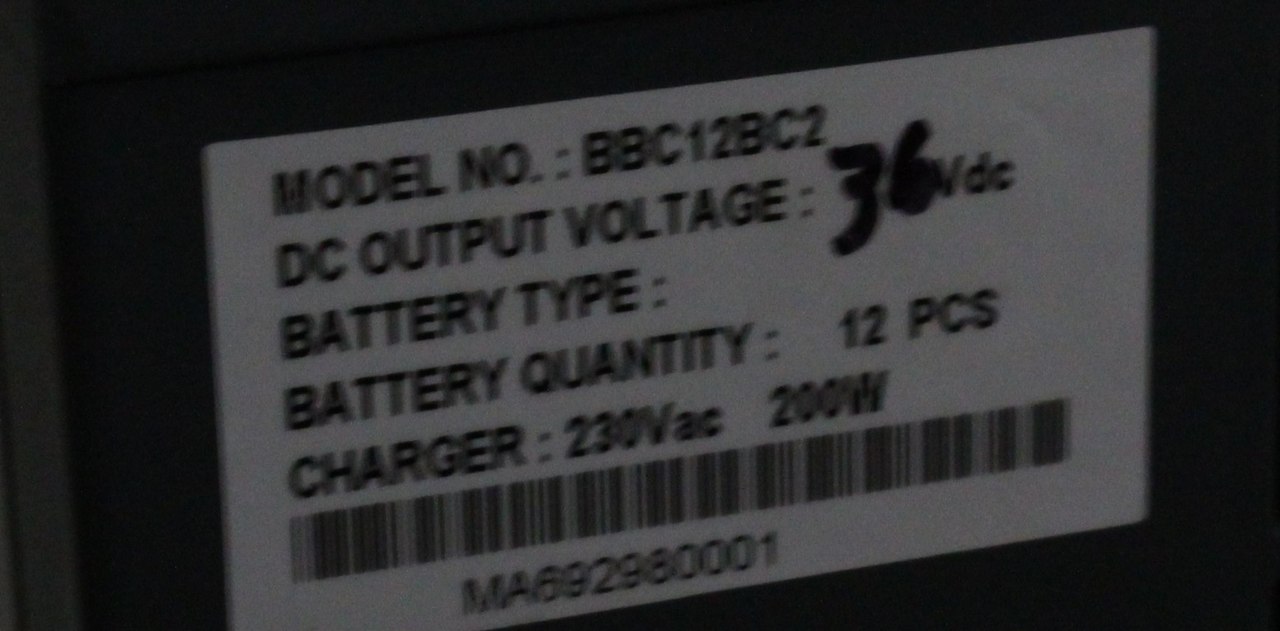 MODEL NO. : BBC12BC2
DC OUTPUT VOLTAGE : 36Vdc
BATTERY TYPE :
BATTERY QUANTITY : 12 PCS
CHARGER : 230Vac 200W
MA692980001